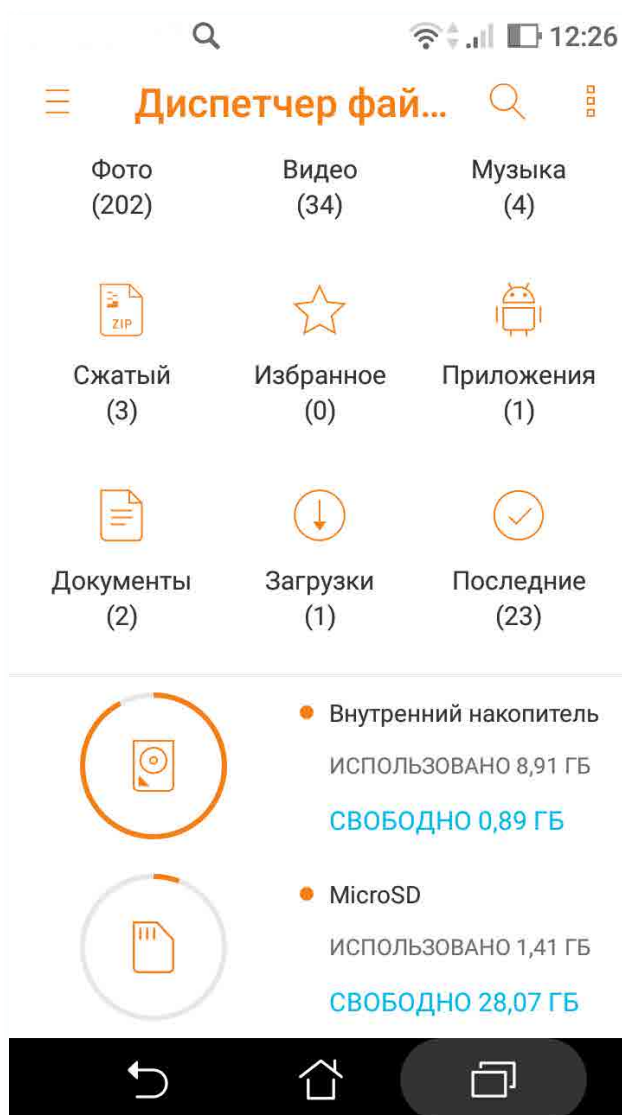 12:26
Диспетчер фай...
Фото Видео Музыка
(202) (34) (4)
ZIP
Сжатый Избранное Приложения
(3) (0) (1)
Документы Загрузки Последние
(2) (1) (23)
Внутренний накопитель
ИСПОЛЬЗОВАНО 8,91 ГБ
СВОБОДНО 0,89 ГБ
MicroSD
ИСПОЛЬЗОВАНО 1,41 ГБ
СВОБОДНО 28,07 ГБ